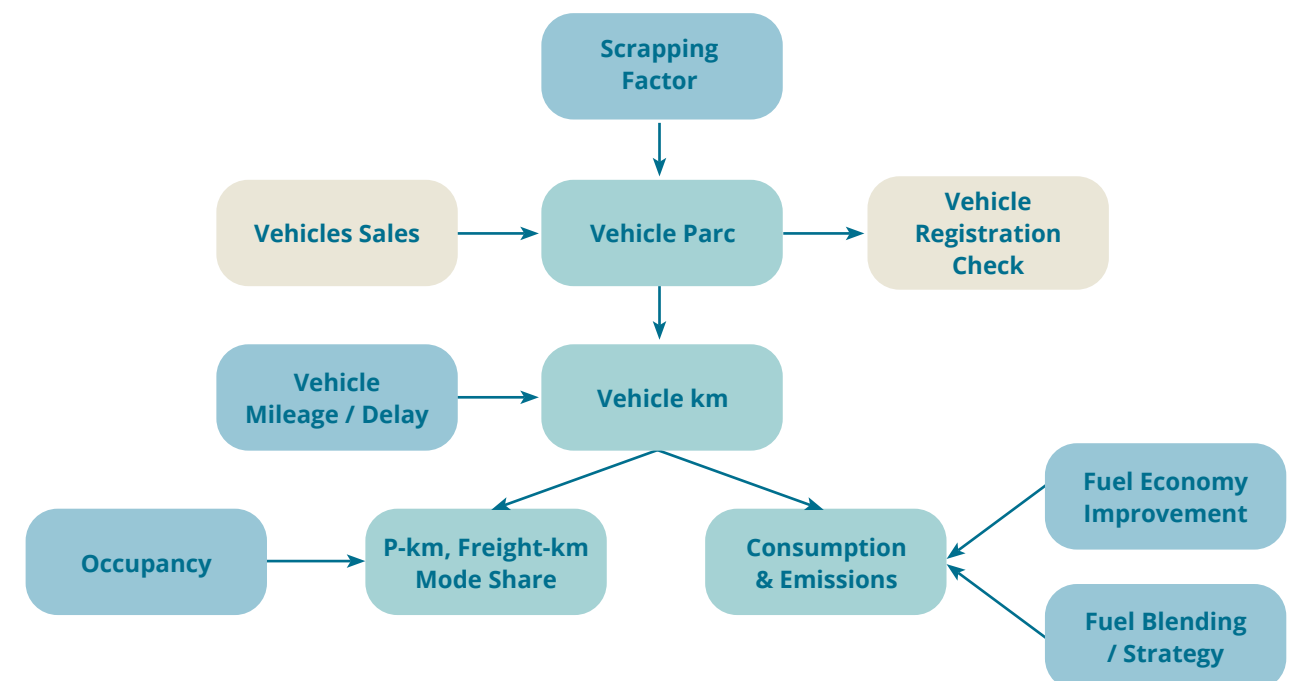 Scrapping
Factor
Vehicles Sales
Vehicle Parc
Vehicle
Registration
Check
Vehicle
Mileage / Delay
Vehicle km
Fuel Economy
Improvement
Occupancy
P-km, Freight-km
Mode Share
Consumption
& Emissions
Fuel Blending
/ Strategy